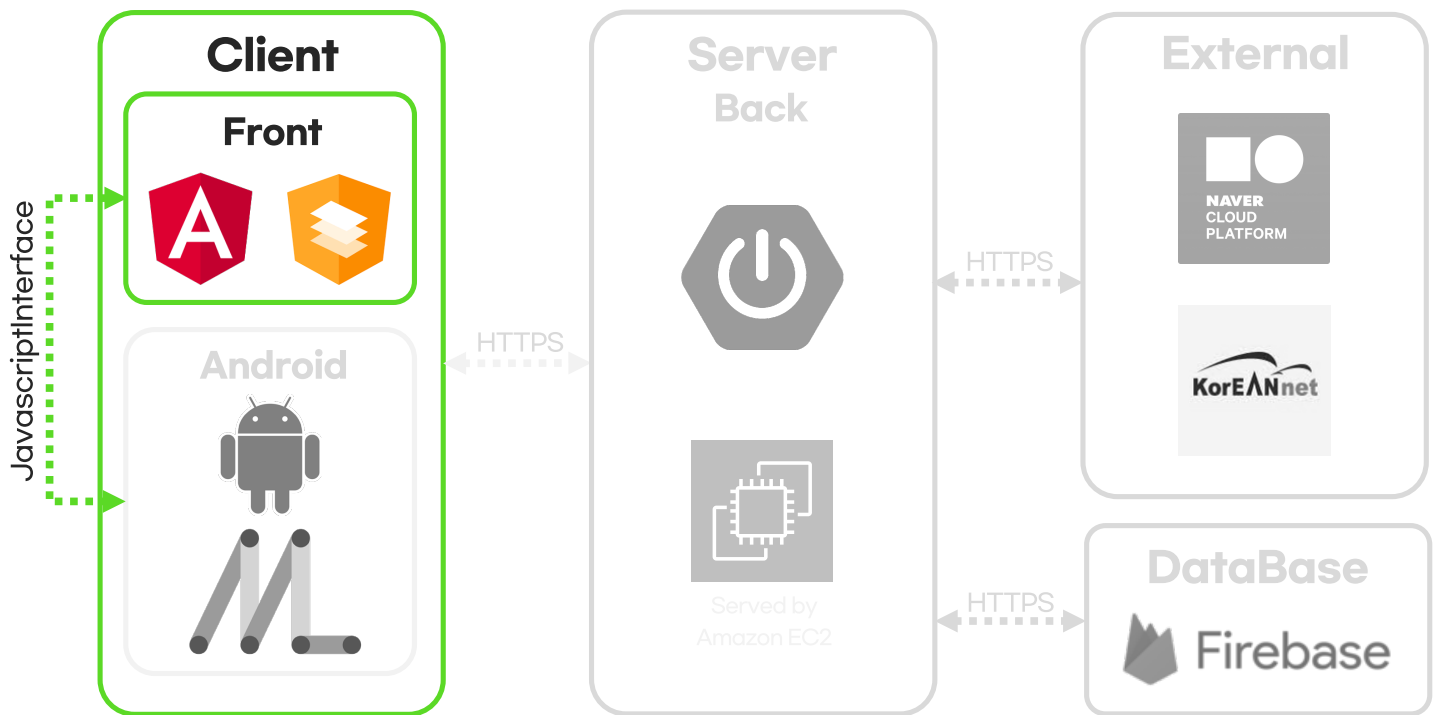 Client
Front
JavascriptInterface
Android
HTTPS
Server
Back
Served by
Amazon EC2
HTTPS
HTTPS
External
NAVER
CLOUD
PLATFORM
KorEANnet
DataBase
Firebase